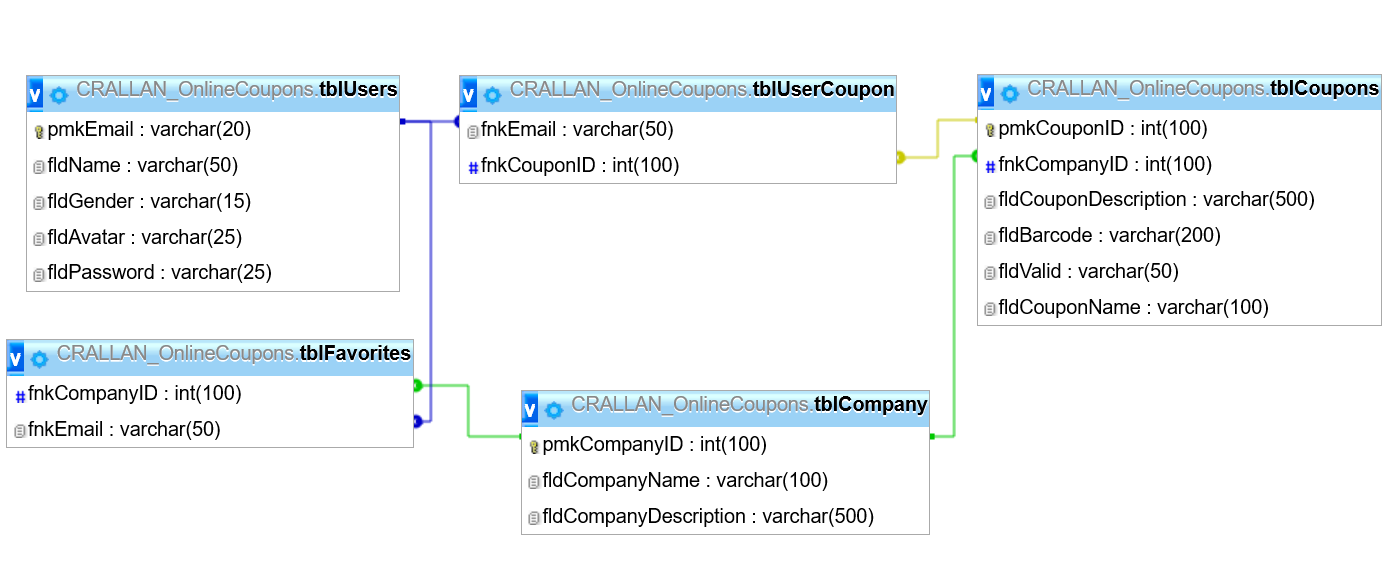 v CRALLAN_OnlineCoupons.tblUsers
pmkEmail : varchar(20)
fldName : varchar(50)
fldGender : varchar(15)
fldAvatar : varchar(25)
fldPassword : varchar(25)
v CRALLAN_OnlineCoupons.tblUserCoupon
fnkEmail : varchar(50)
#fnkCouponID : int(100)
v CRALLAN_OnlineCoupons.tblCoupons
pmkCouponID : int(100)
#fnkCompanyID : int(100)
fldCouponDescription : varchar(500)
fldBarcode : varchar(200)
fldValid : varchar(50)
fldCouponName : varchar(100)
v CRALLAN_OnlineCoupons.tblFavorites
#fnkCompanyID : int(100)
fnkEmail : varchar(50)
v CRALLAN_OnlineCoupons.tblCompany
pmkCompanyID : int(100)
fldCompanyName : varchar(100)
fldCompanyDescription : varchar(500)